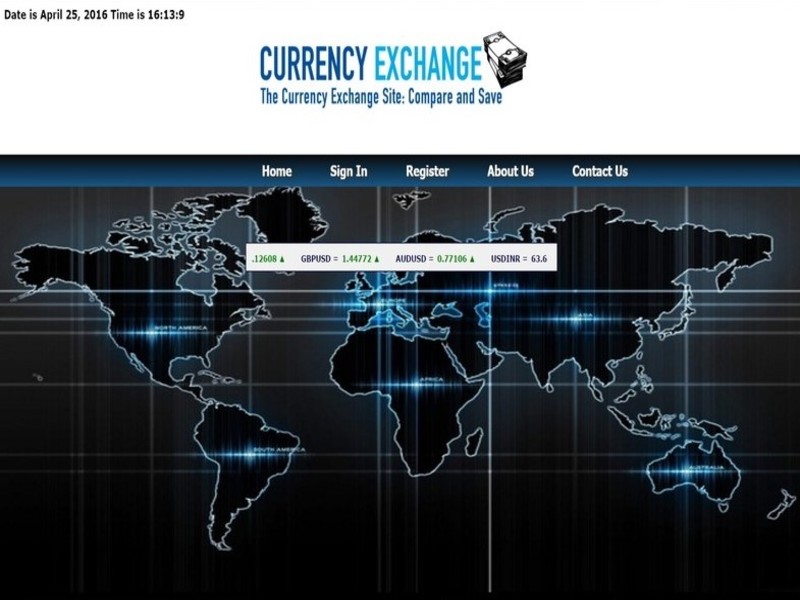 Date is April 25, 2016 Time is 16:13:9
CURRENCY EXCHANGE
The Currency Exchange Site: Compare and Save
Home Sign In Register About Us Contact Us
.12608 ▲ GBPUSD = 1.44772 ▲ AUDUSD = 0.77106 ▲ USDINR = 63.6
EUROPE
NORTH AMERICA
ASIA
AFRICA
SOUTH AMERICA
AUSTRALIA